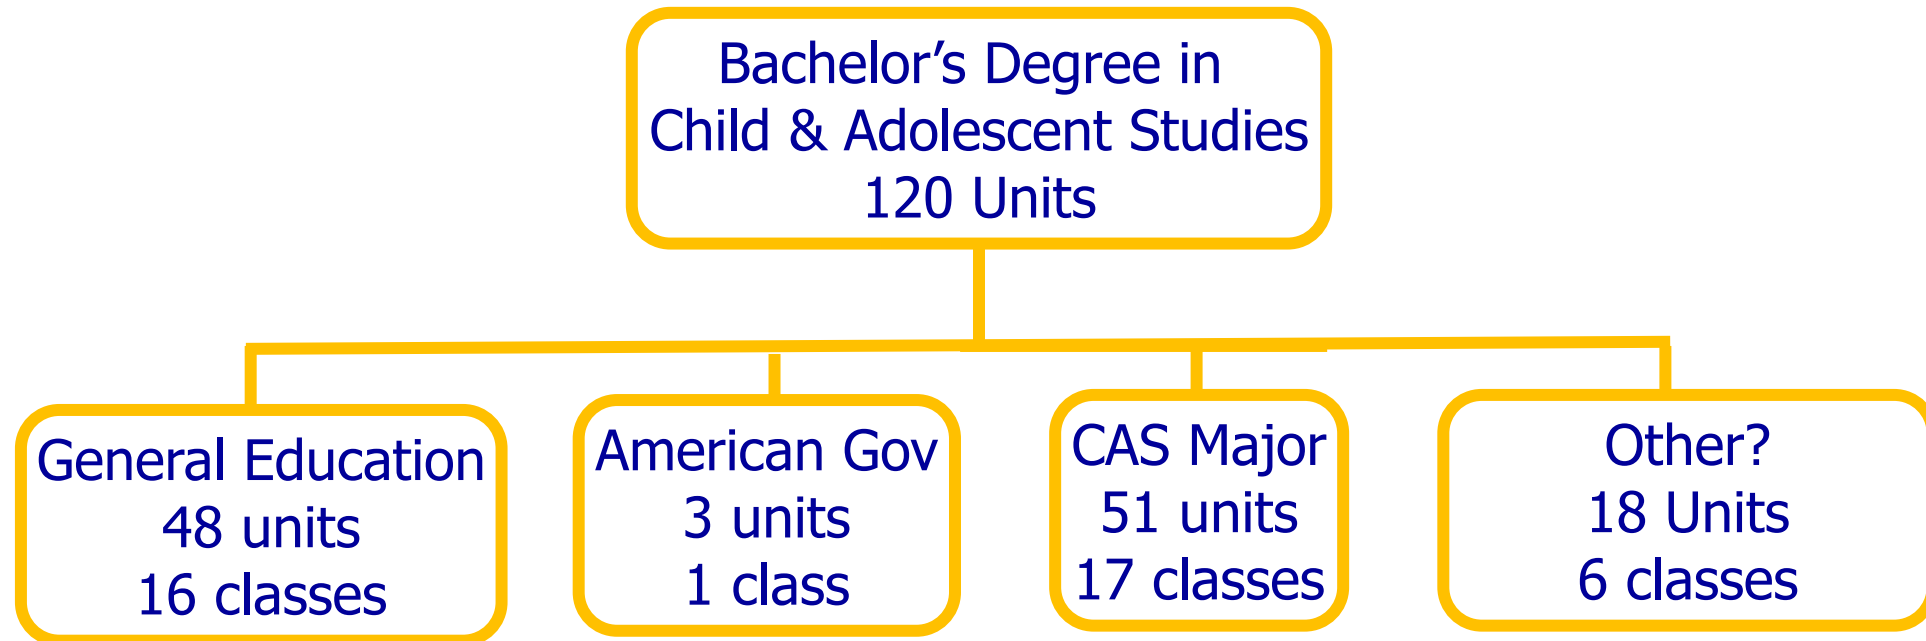 Bachelor’s Degree in
Child & Adolescent Studies
120 Units
General Education
48 units
16 classes
American Gov
3 units
1 class
CAS Major
51 units
17 classes
Other?
18 Units
6 classes